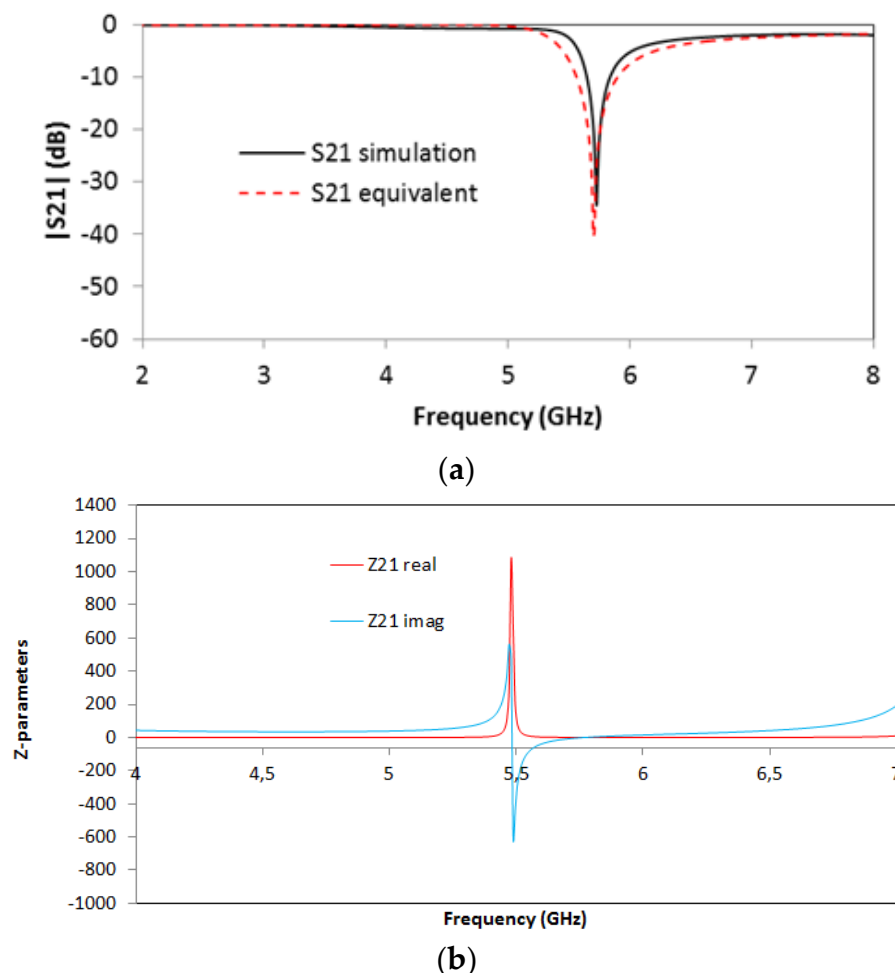 0
-10
-20
-30
-40
-50
-60
|S21| (dB)
S21 simulation
S21 equivalent
2 3 4 5 6 7 8
Frequency (GHz)
(a)
1400
1200
1000
800
600
400
200
0
-200
-400
-600
-800
-1000
Z-parameters
Z21 real
Z21 imag
4 4,5 5 5,5 6 6,5 7
Frequency (GHz)
(b)